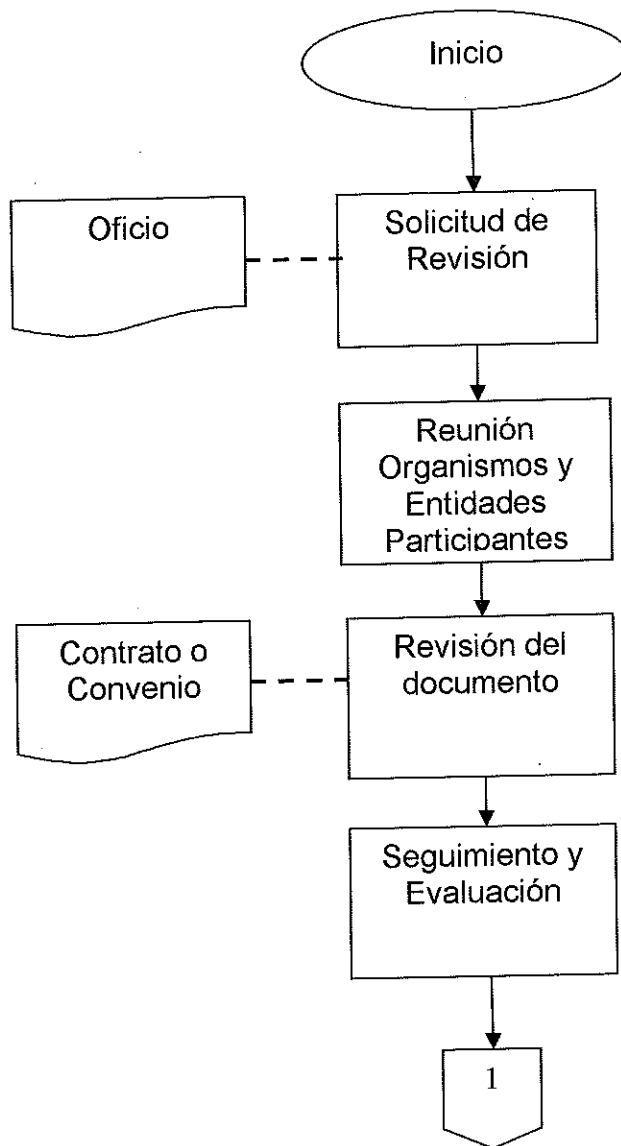 Inicio
Oficio
Solicitud de
Revisión
Reunión
Organismos y
Entidades
Participantes
Contrato o
Convenio
Revisión del
documento
Seguimiento y
Evaluación
1